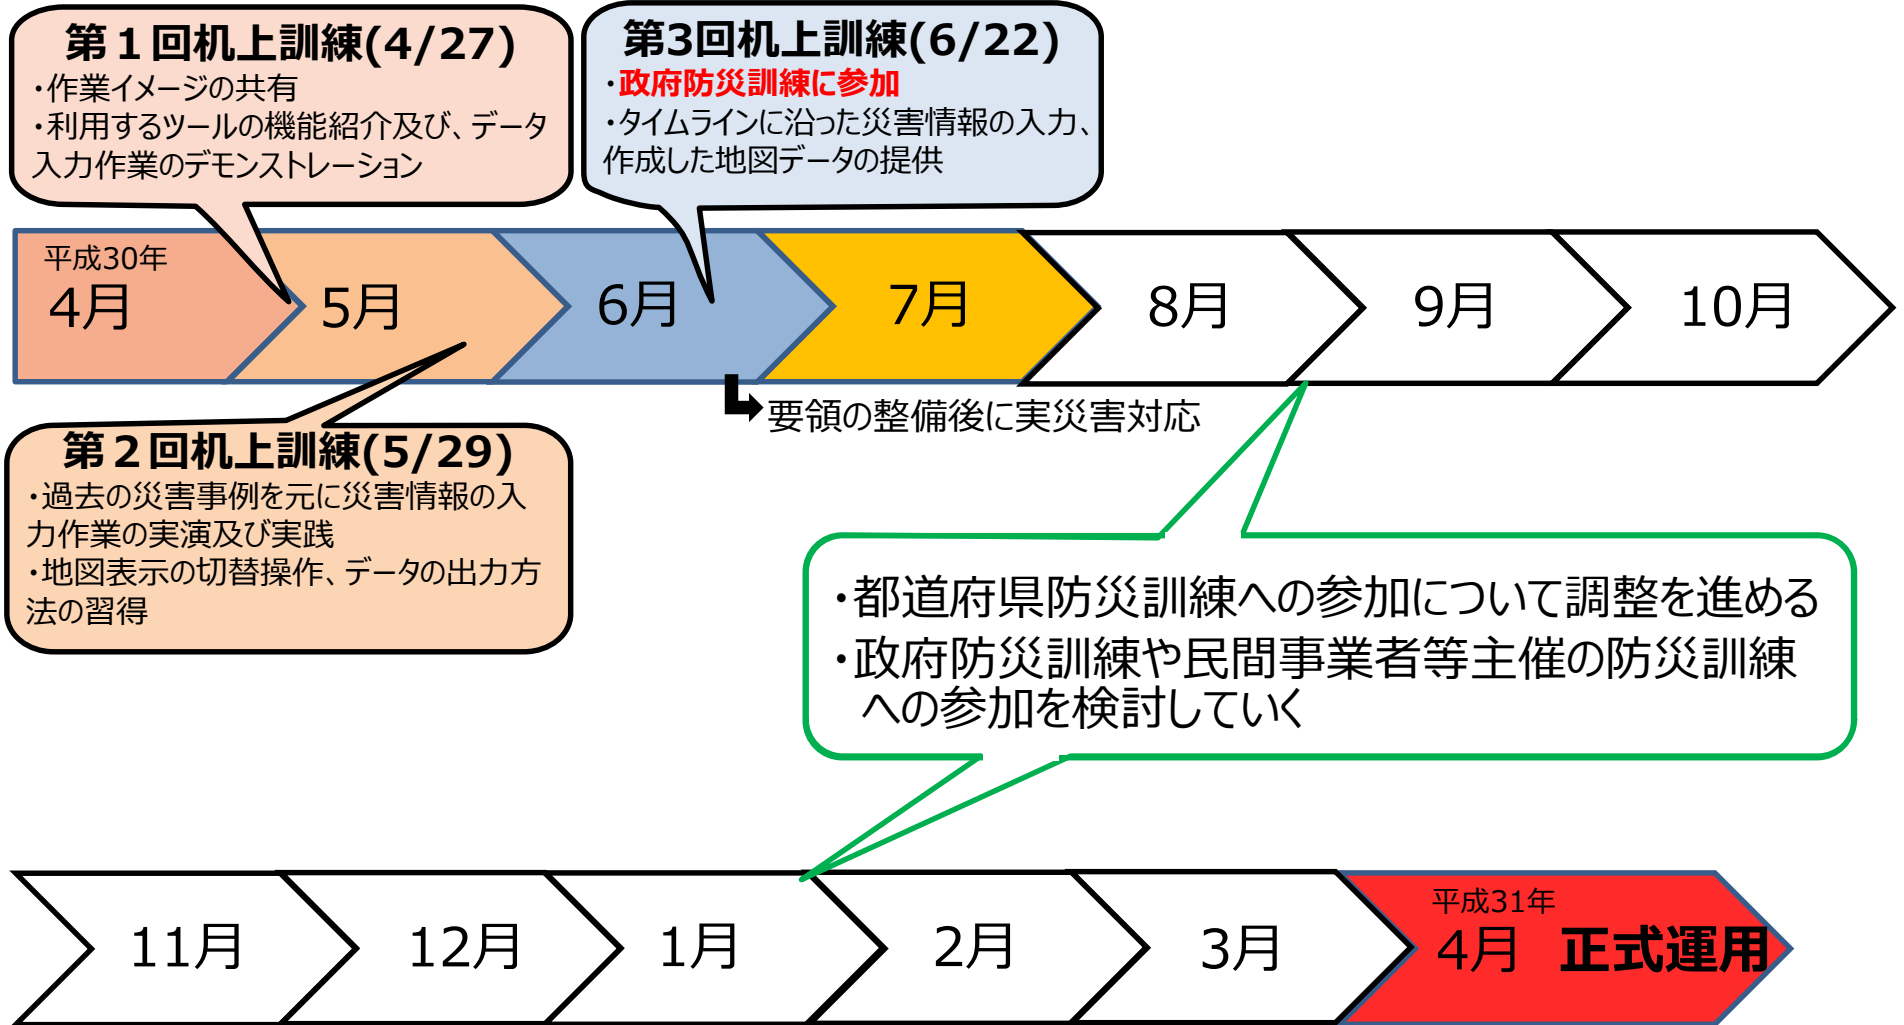 第１回机上訓練(4/27)
・作業イメージの共有
・利用するツールの機能紹介及び、データ
入力作業のデモンストレーション
第3回机上訓練(6/22)
・政府防災訓練に参加
・タイムラインに沿った災害情報の入力、
作成した地図データの提供
平成30年
4月
5月
6月
7月
8月
9月
10月
要領の整備後に実災害対応
第２回机上訓練(5/29)
・過去の災害事例を元に災害情報の入
力作業の実演及び実践
・地図表示の切替操作、データの出力方
法の習得
・都道府県防災訓練への参加について調整を進める
・政府防災訓練や民間事業者等主催の防災訓練
への参加を検討していく
11月
12月
1月
2月
3月
平成31年
4月 正式運用